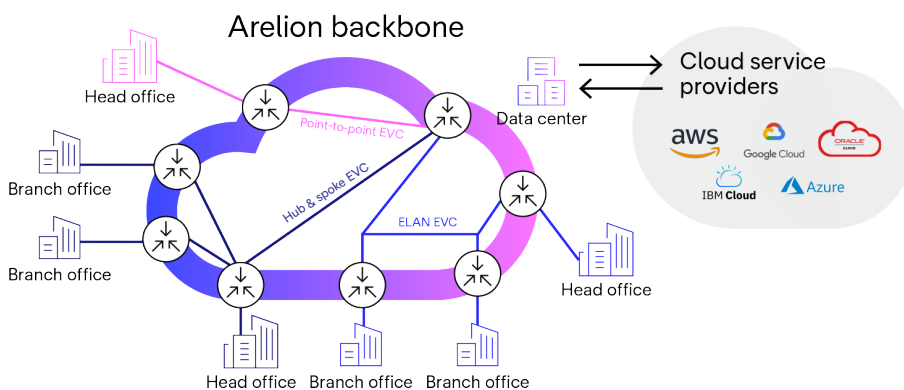 Arelion backbone
Cloud service
providers
Head office
Data center
Point-to-point EVC
aws
Google Cloud
ORACLE
CLOUD
Branch office
Hub & spoke EVC
IBM Cloud
Azure
ELAN EVC
Branch office
Head office
Head office
Branch office
Branch office